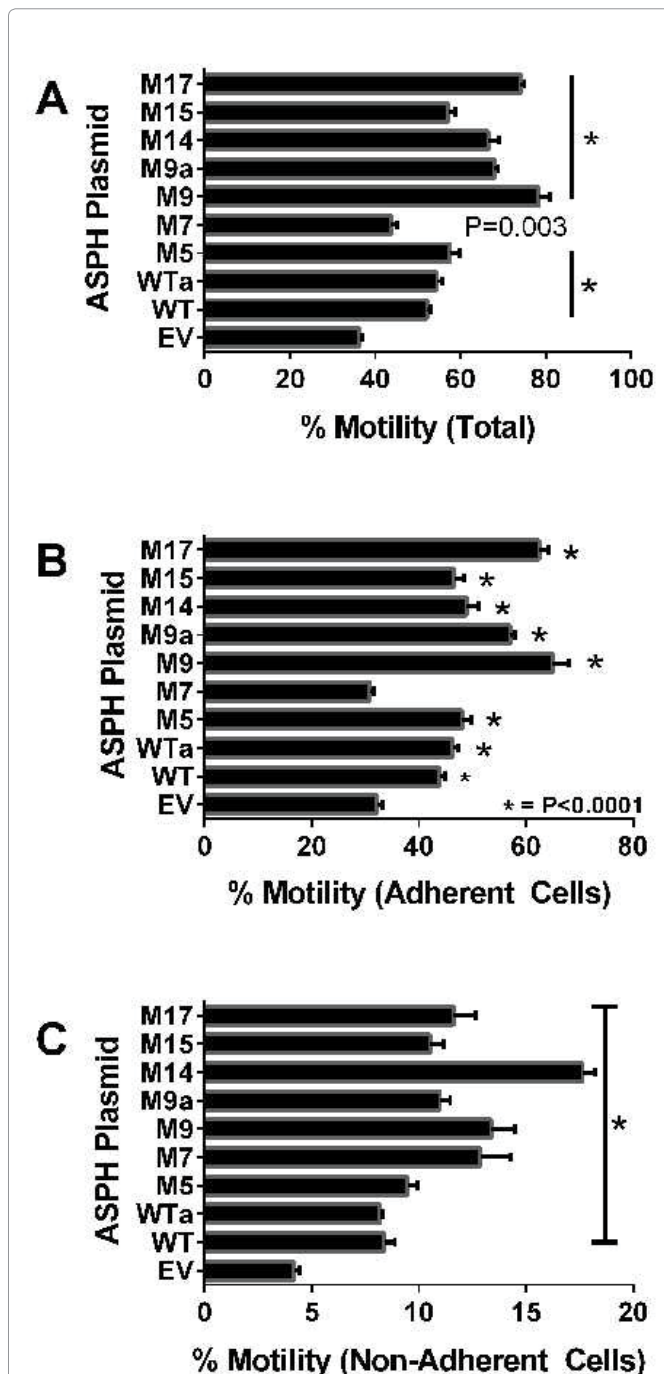 A
ASPH Plasmid
M17
M15
M14
M9a
M9
M7
M5
WTa
WT
EV
*
P=0.003
*
0 20 40 60 80 100
% Motility (Total)
B
ASPH Plasmid
M17 *
M15 *
M14 *
M9a *
M9 *
M7
M5 *
WTa *
WT *
EV
* = P<0.0001
0 20 40 60 80
% Motility (Adherent Cells)
C
ASPH Plasmid
M17
M15
M14
M9a
M9
M7
M5
WTa
WT
EV
*
0 5 10 15 20
% Motility (Non-Adherent Cells)